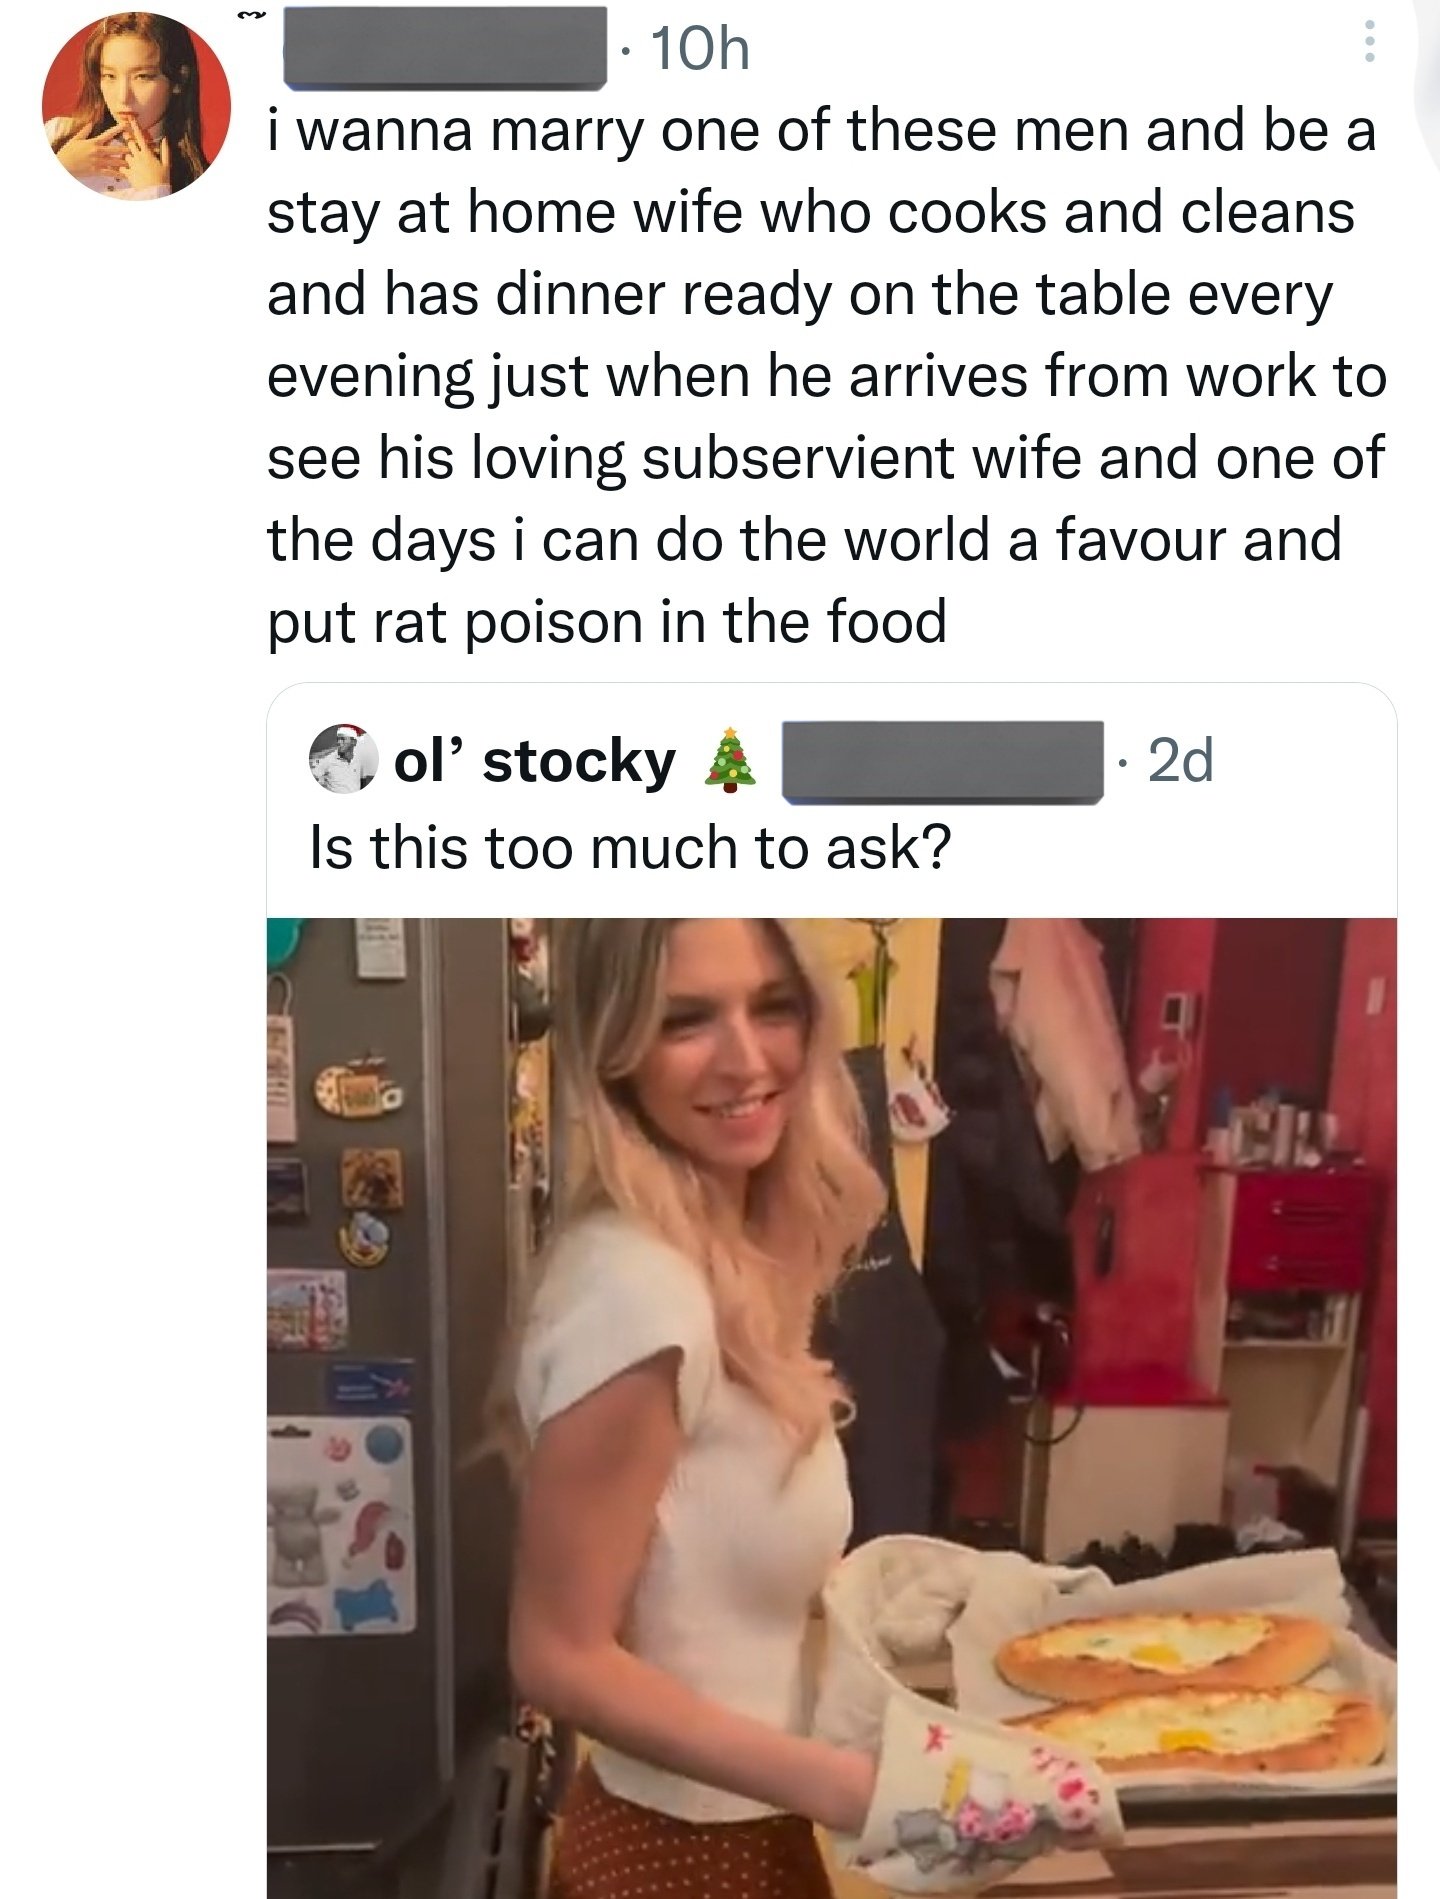 · 10h
i wanna marry one of these men and be a
stay at home wife who cooks and cleans
and has dinner ready on the table every
evening just when he arrives from work to
see his loving subservient wife and one of
the days i can do the world a favour and
put rat poison in the food
ol’ stocky 🎄 · 2d
Is this too much to ask?